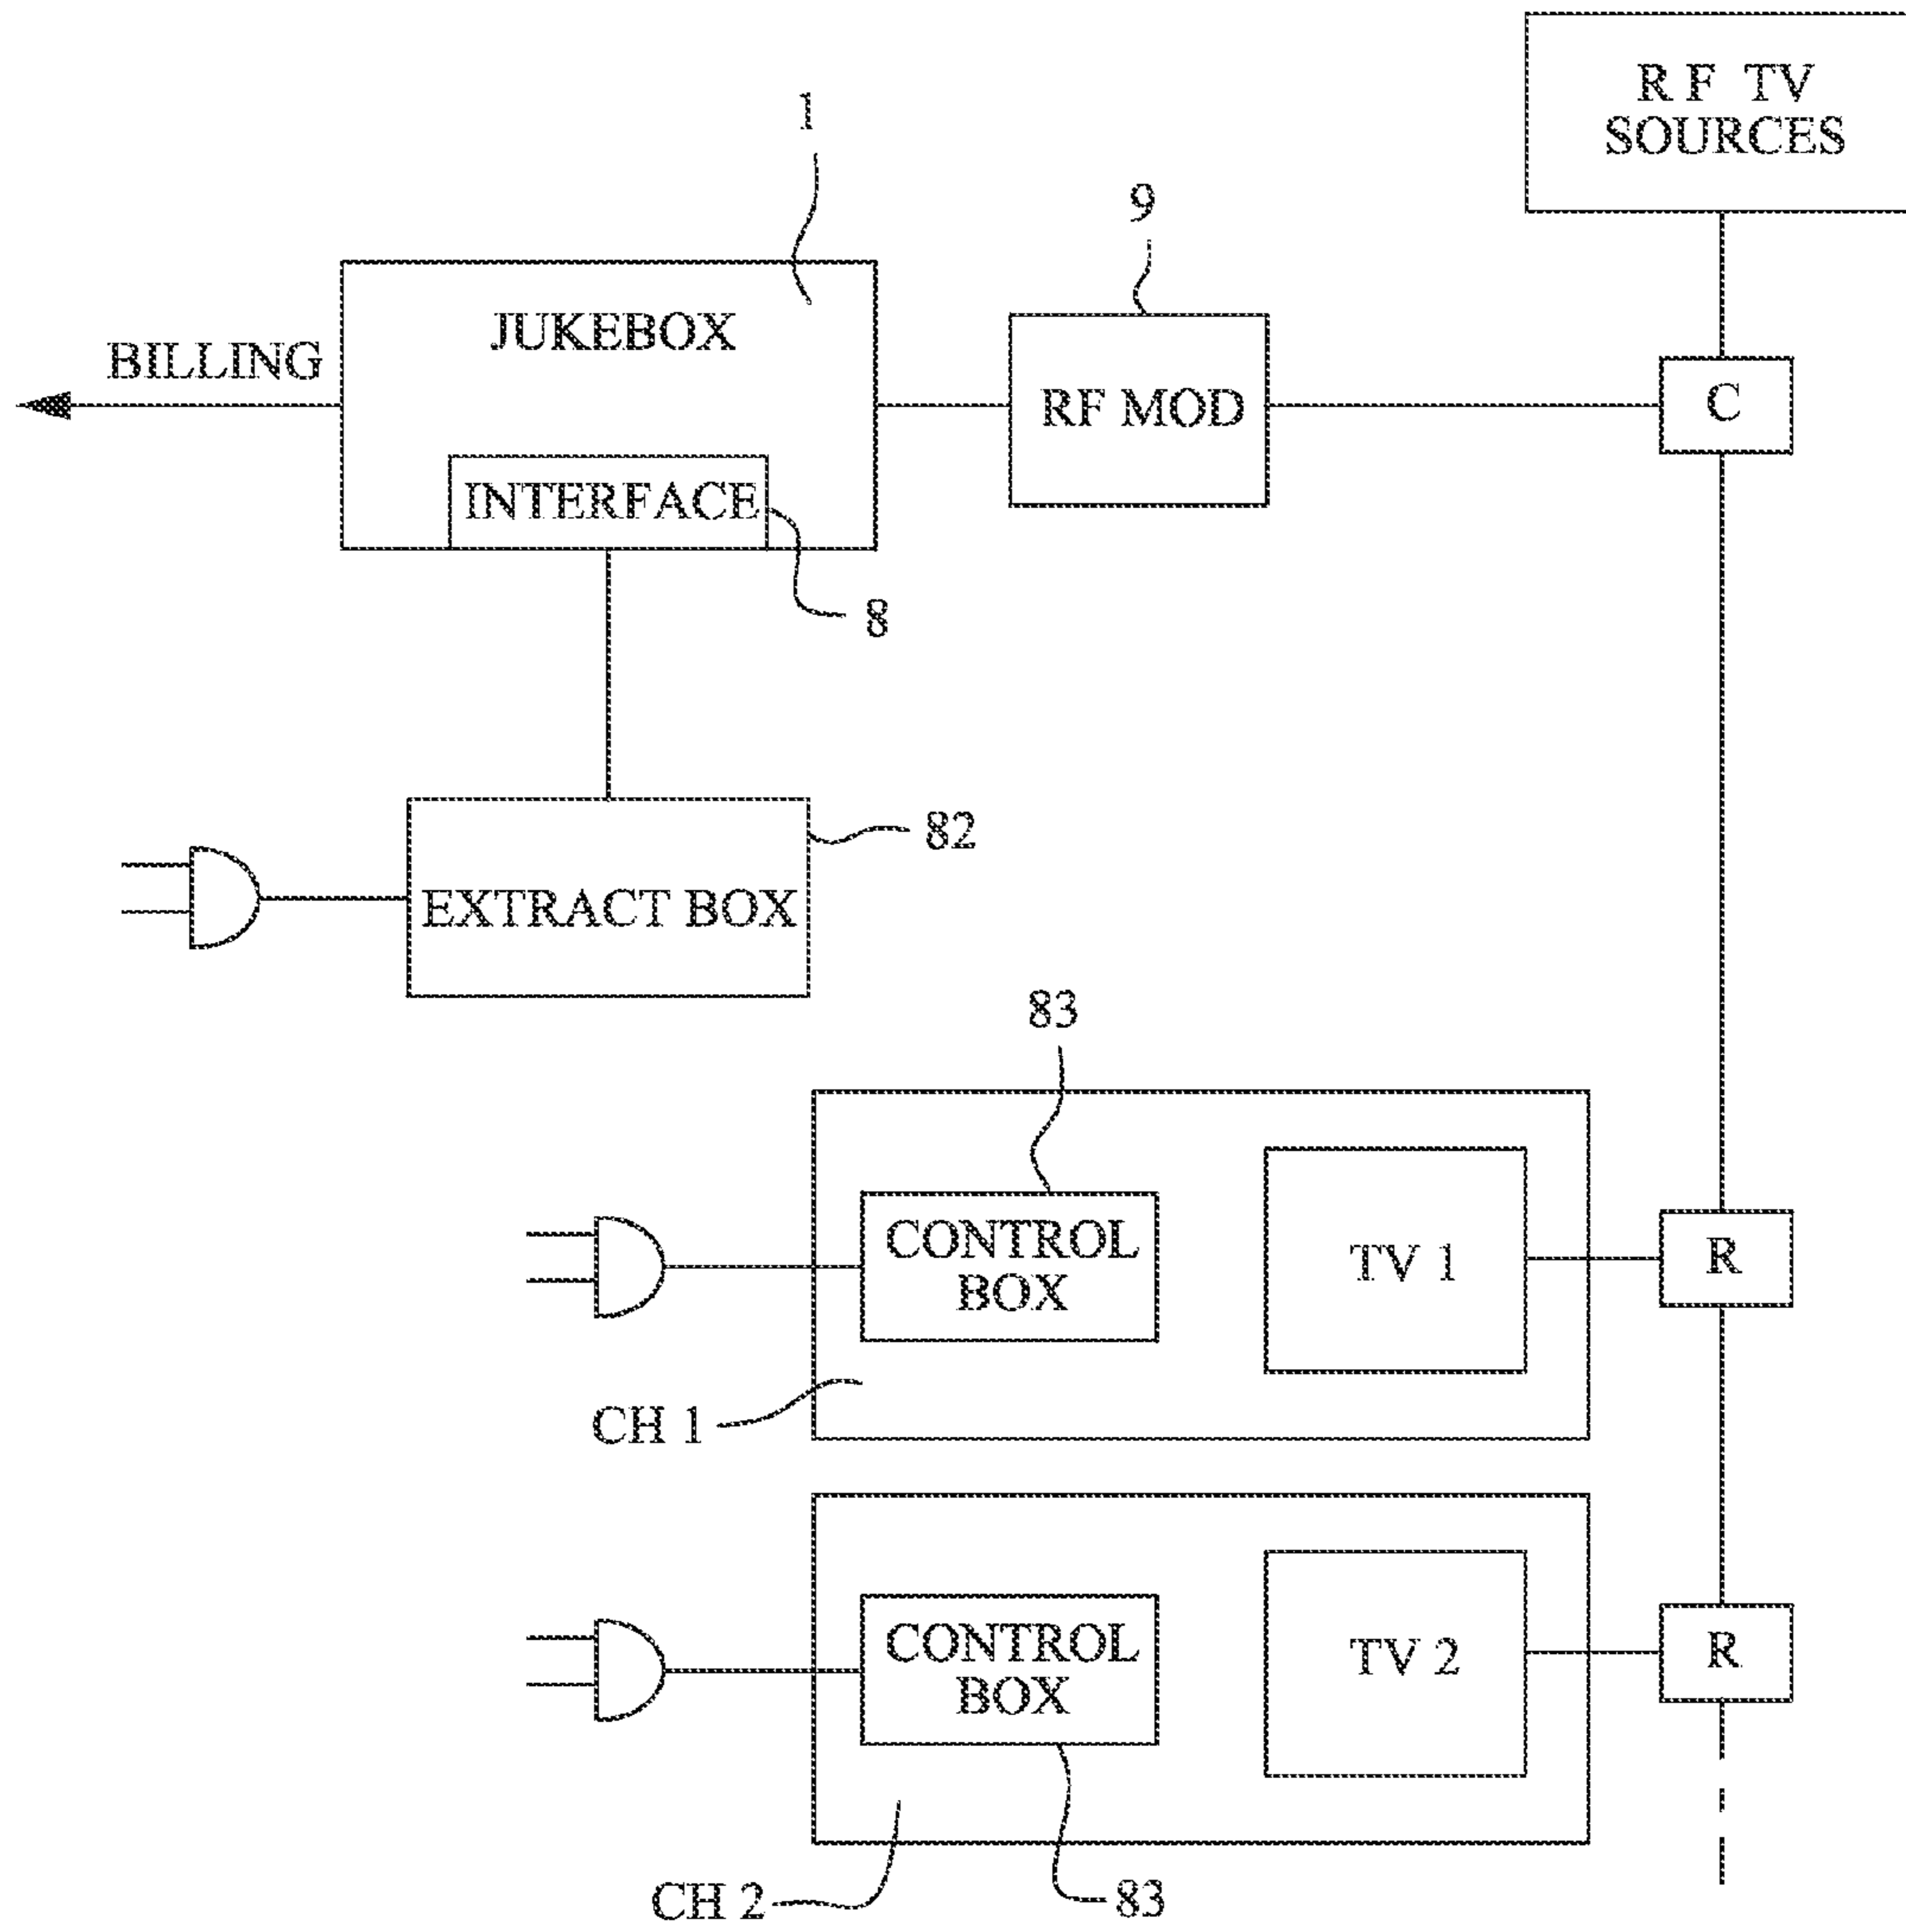 R F TV
SOURCES
1
9
JUKEBOX
BILLING
RF MOD
C
INTERFACE
8
82
EXTRACT BOX
83
CONTROL
BOX
TV 1
R
CH 1
CONTROL
BOX
TV 2
R
CH 2
83